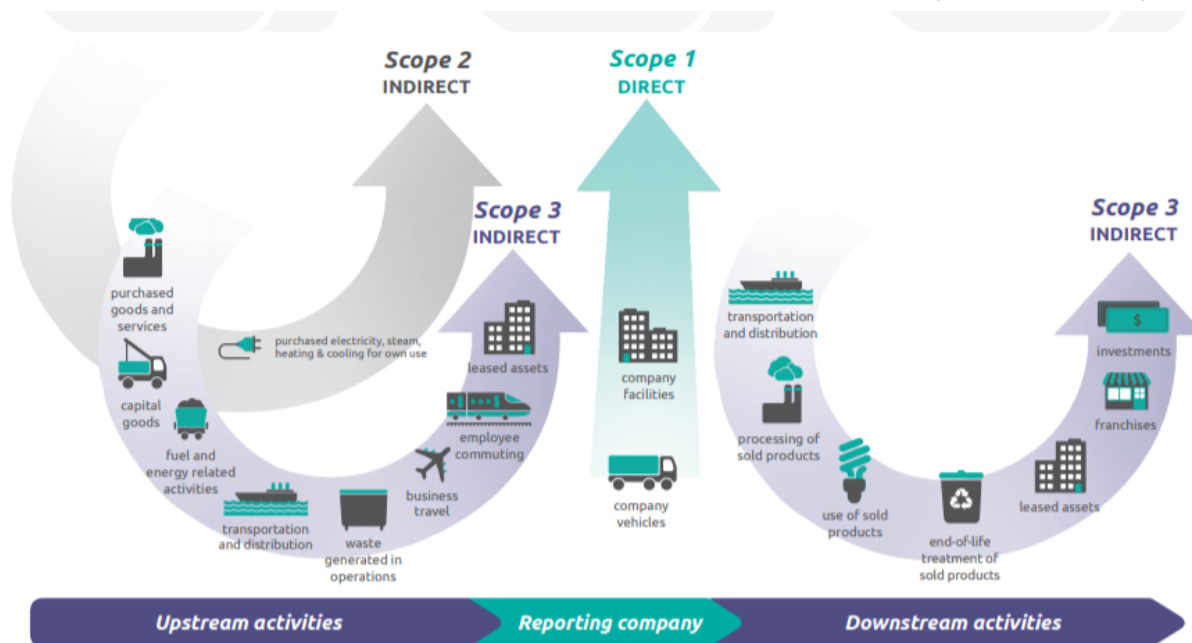 Scope 2
INDIRECT
Scope 1
DIRECT
Scope 3
INDIRECT
Scope 3
INDIRECT
purchased
goods and
services
capital
goods
fuel and
energy related
activities
transportation
and distribution
waste
generated in
operations
business
travel
employee
commuting
leased assets
purchased electricity, steam,
heating & cooling for own use
company
facilities
company
vehicles
transportation
and distribution
processing of
sold products
use of sold
products
end-of-life
treatment of
sold products
leased assets
franchises
$
investments
Upstream activities
Reporting company
Downstream activities